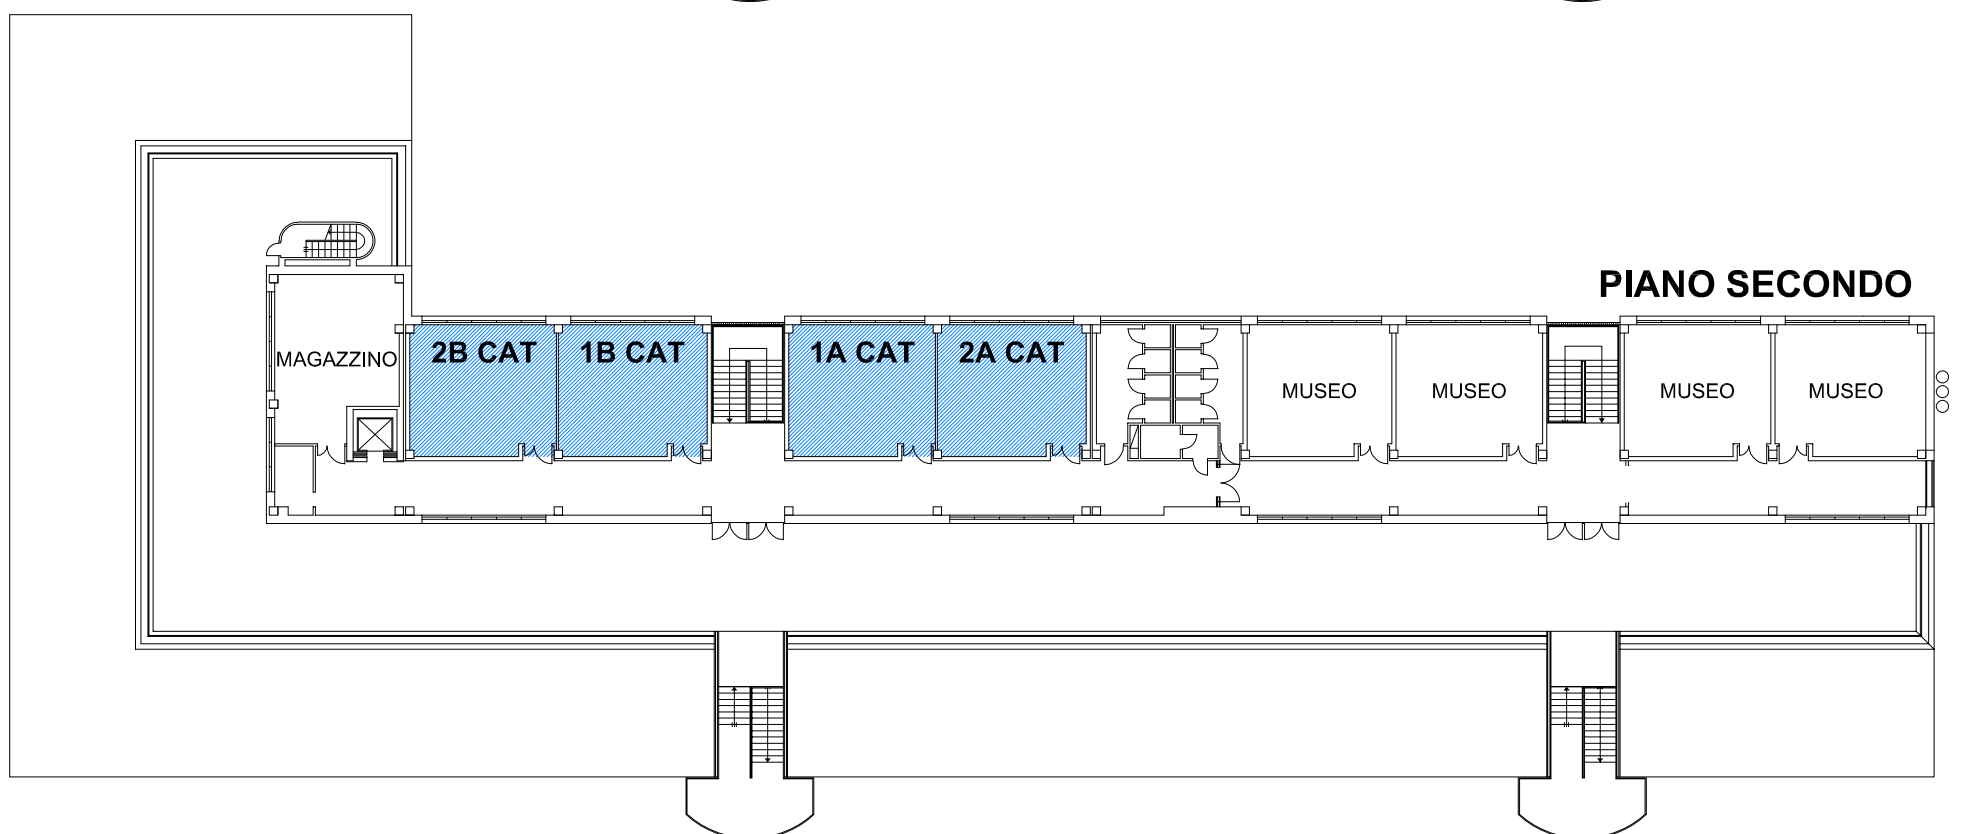 PIANO SECONDO
MAGAZZINO
2B CAT
1B CAT
1A CAT
2A CAT
MUSEO
MUSEO
MUSEO
MUSEO